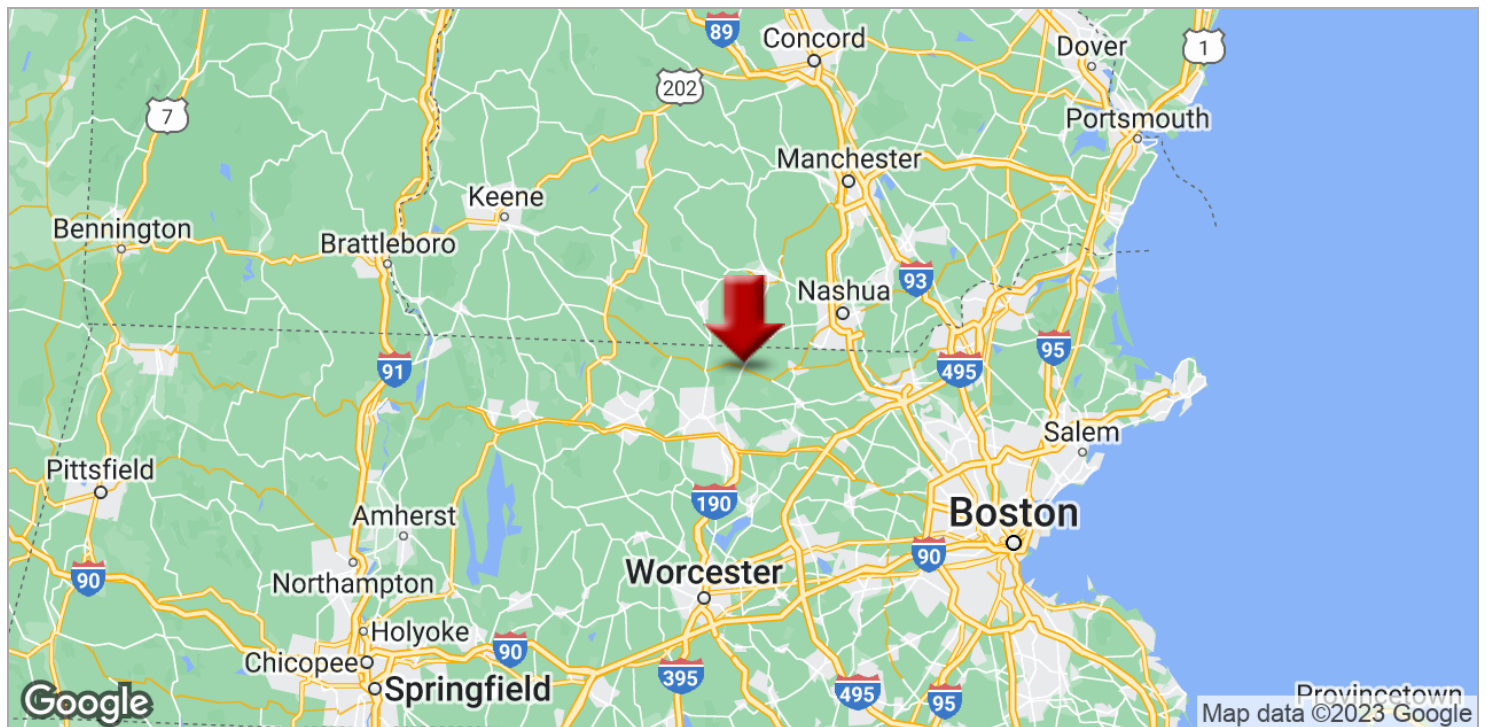 89
Concord
Dover
1
202
7
Portsmouth
Manchester
Keene
Bennington
Brattleboro
93
Nashua
95
91
495
Salem
Pittsfield
190
Boston
Amherst
90
90
Worcester
Northampton
Holyoke
90
Chicopee
395
Springfield
495
95
Provincetown
Google
Map data ©2023 Google